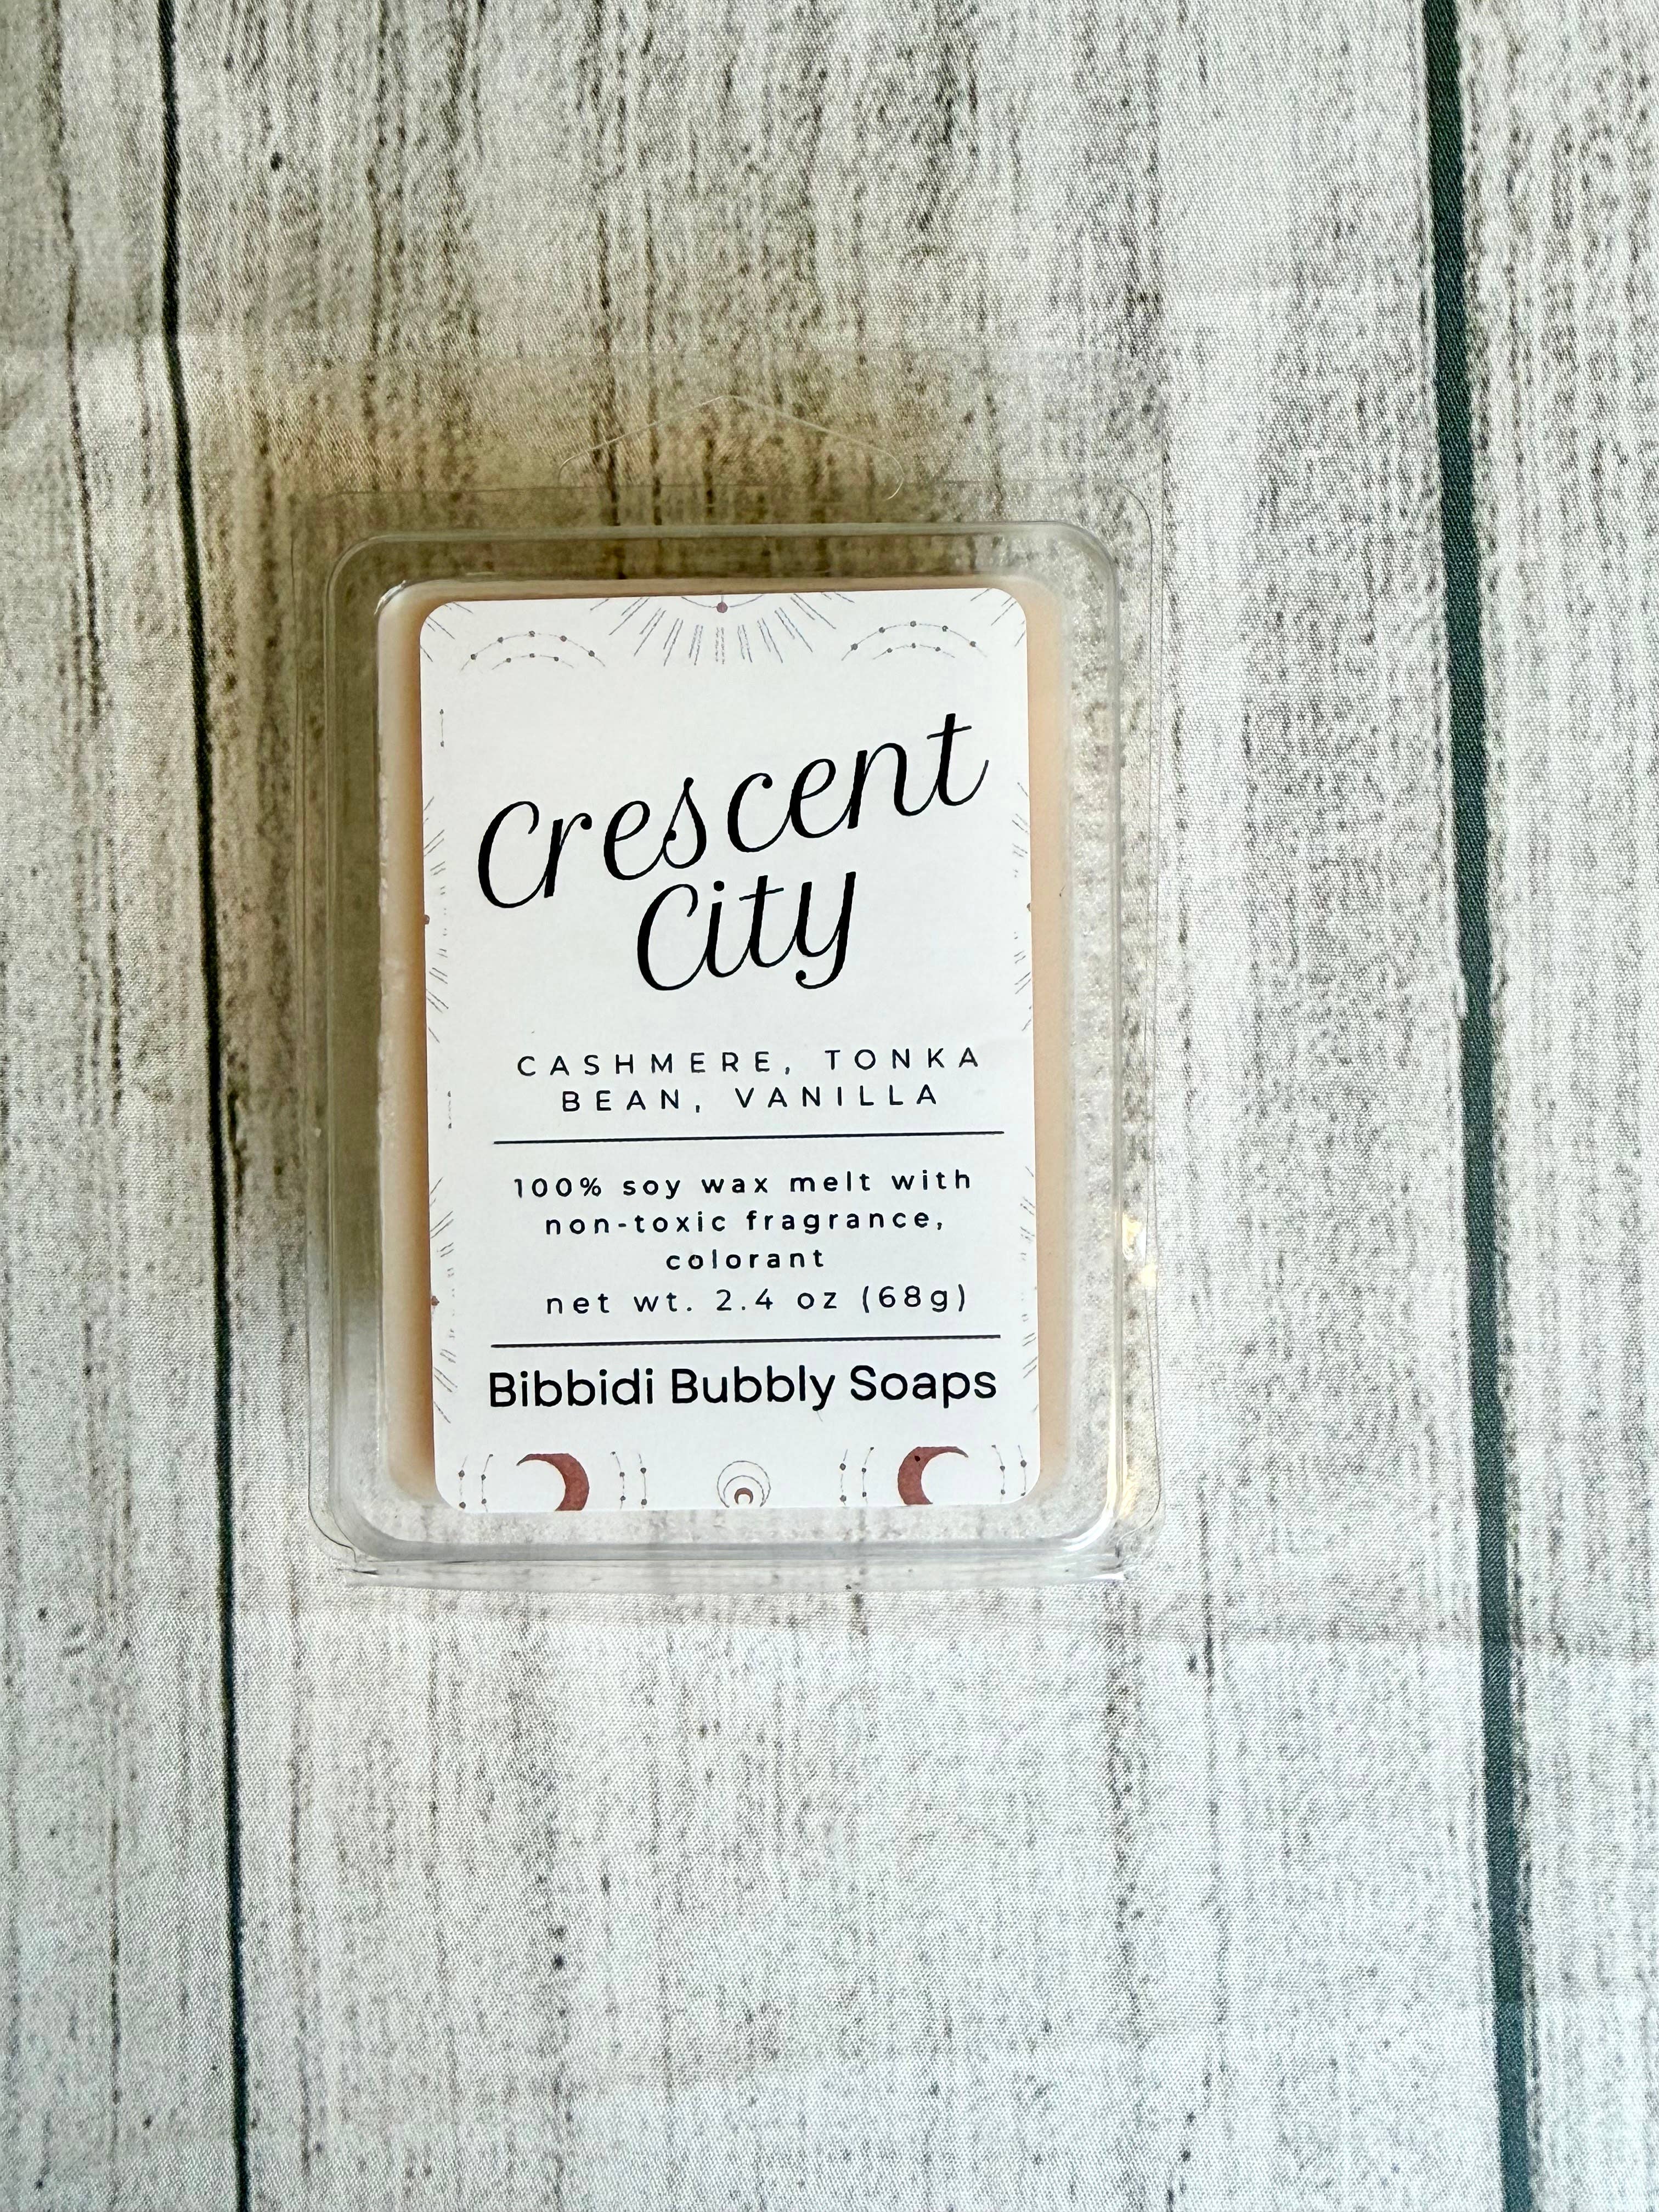 Crescent
City
CASHMERE, TONKA
BEAN, VANILLA
100% soy wax melt with
non-toxic fragrance,
colorant
net wt. 2.4 oz (68g)
Bibbidi Bubbly Soaps